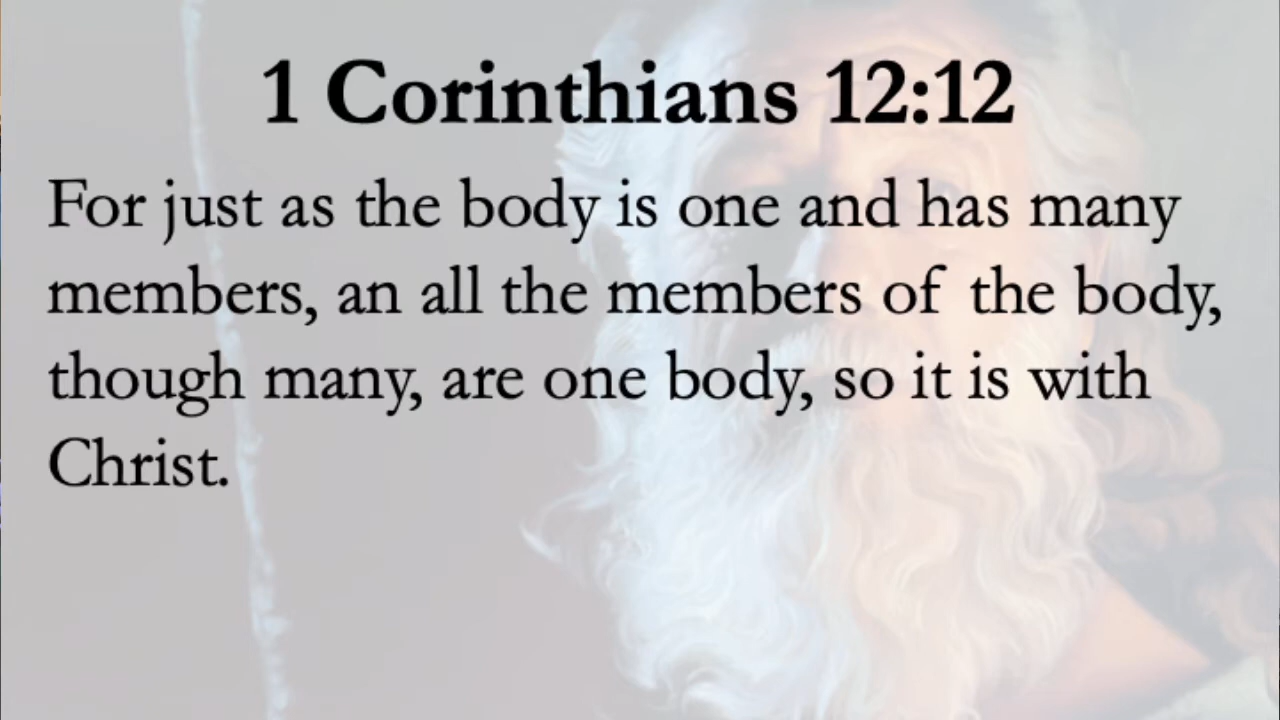 1 Corinthians 12:12
For just as the body is one and has many
members, an all the members of the body,
though many, are one body, so it is with
Christ.